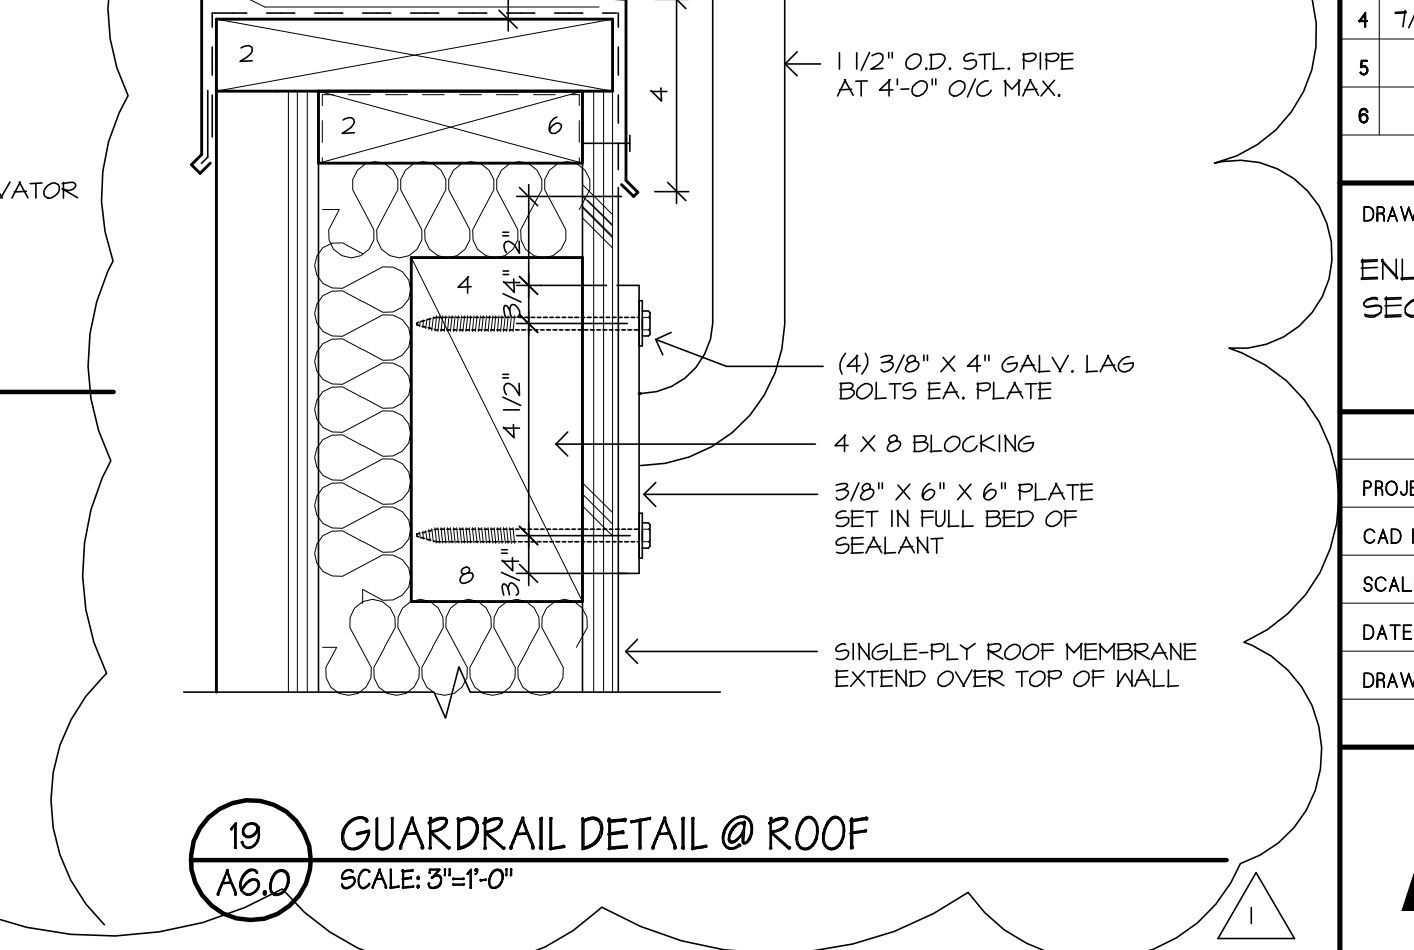 2
2 6
4
1 1/2" O.D. STL. PIPE
AT 4'-0" O/C MAX.
VATOR
2"
4
3/4"
(4) 3/8" X 4" GALV. LAG
BOLTS EA. PLATE
4 1/2"
4 X 8 BLOCKING
3/8" X 6" X 6" PLATE
SET IN FULL BED OF
SEALANT
8
3/4"
SINGLE-PLY ROOF MEMBRANE
EXTEND OVER TOP OF WALL
19
A6.0
GUARDRAIL DETAIL @ ROOF
SCALE: 3"=1'-0"
1
4 7/
5
6
DRAW
ENL
SEC
PROJE
CAD
SCAL
DATE
DRAW